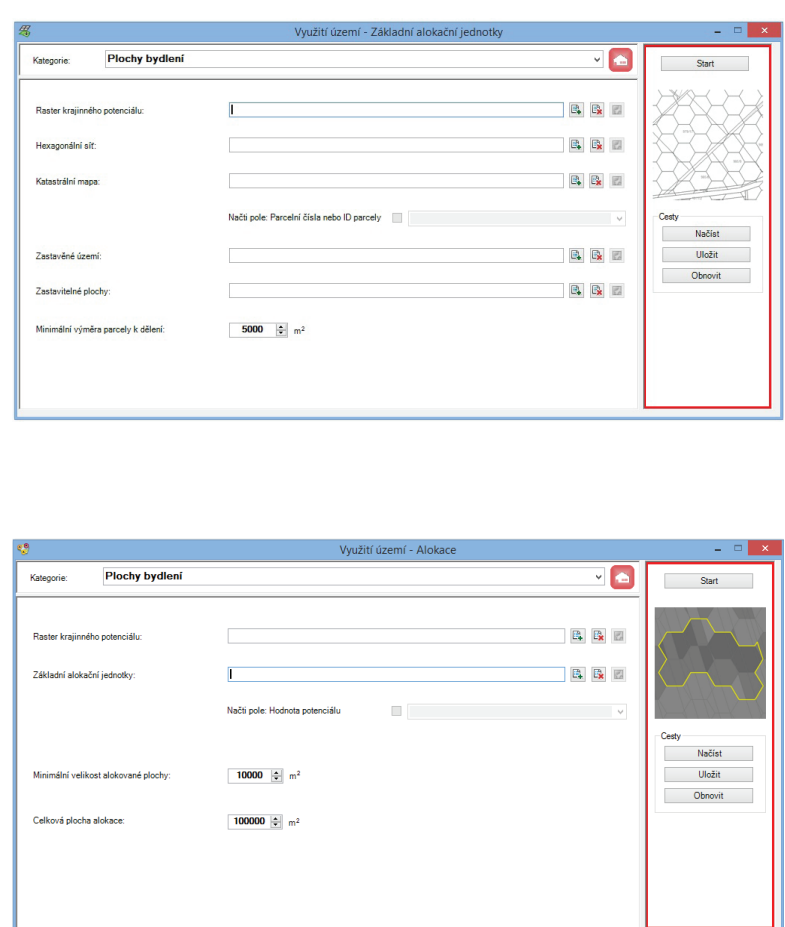 Využití území - Základní alokační jednotky
Kategorie: Plochy bydlení
Start
Raster krajinného potenciálu:
Hexagonální síť:
Katastrální mapa:
Načti pole: Parcelní čísla nebo ID parcely
Cesty
Načíst
Zastavěné území:
Uložit
Obnovit
Zastavitelné plochy:
Minimální výměra parcely k dělení: 5000 m²
Využití území - Alokace
Kategorie: Plochy bydlení
Start
Raster krajinného potenciálu:
Základní alokační jednotky:
Načti pole: Hodnota potenciálu
Cesty
Načíst
Minimální velikost alokované plochy: 10000 m²
Uložit
Obnovit
Celková plocha alokace: 100000 m²